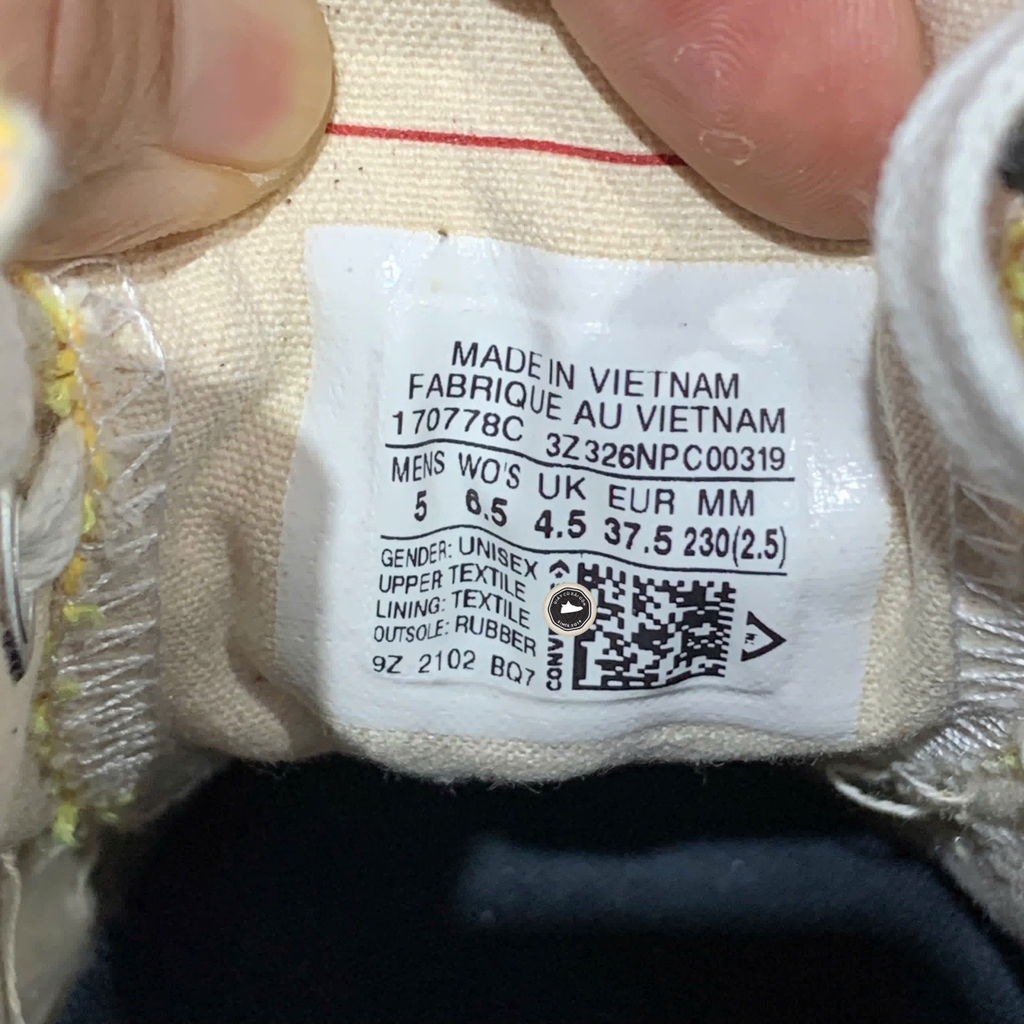 MADE IN VIETNAM
FABRIQUE AU VIETNAM
170778C 3Z326NPC00319
MENS WO'S UK EUR MM
5 6.5 4.5 37.5 230(2.5)
GENDER: UNISEX
UPPER TEXTILE
LINING: TEXTILE
OUTSOLE: RUBBER
9Z 2102 BQ7